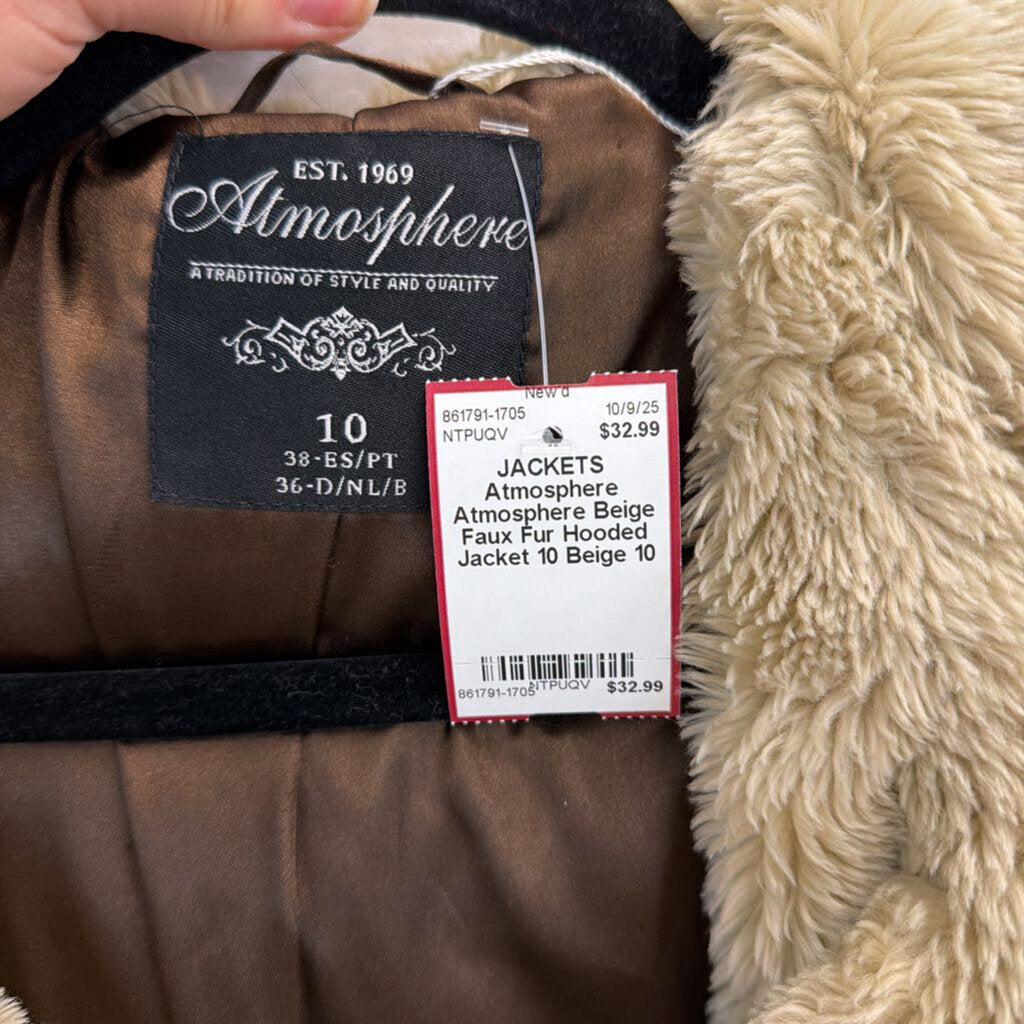 EST. 1969
Atmosphere
A TRADITION OF STYLE AND QUALITY
10
38-ES/PT
36-D/NL/B
New'd
861791-1705 10/9/25
NTPUQV $32.99
JACKETS
Atmosphere
Atmosphere Beige
Faux Fur Hooded
Jacket 10 Beige 10
861791-1705 NTPUQV $32.99